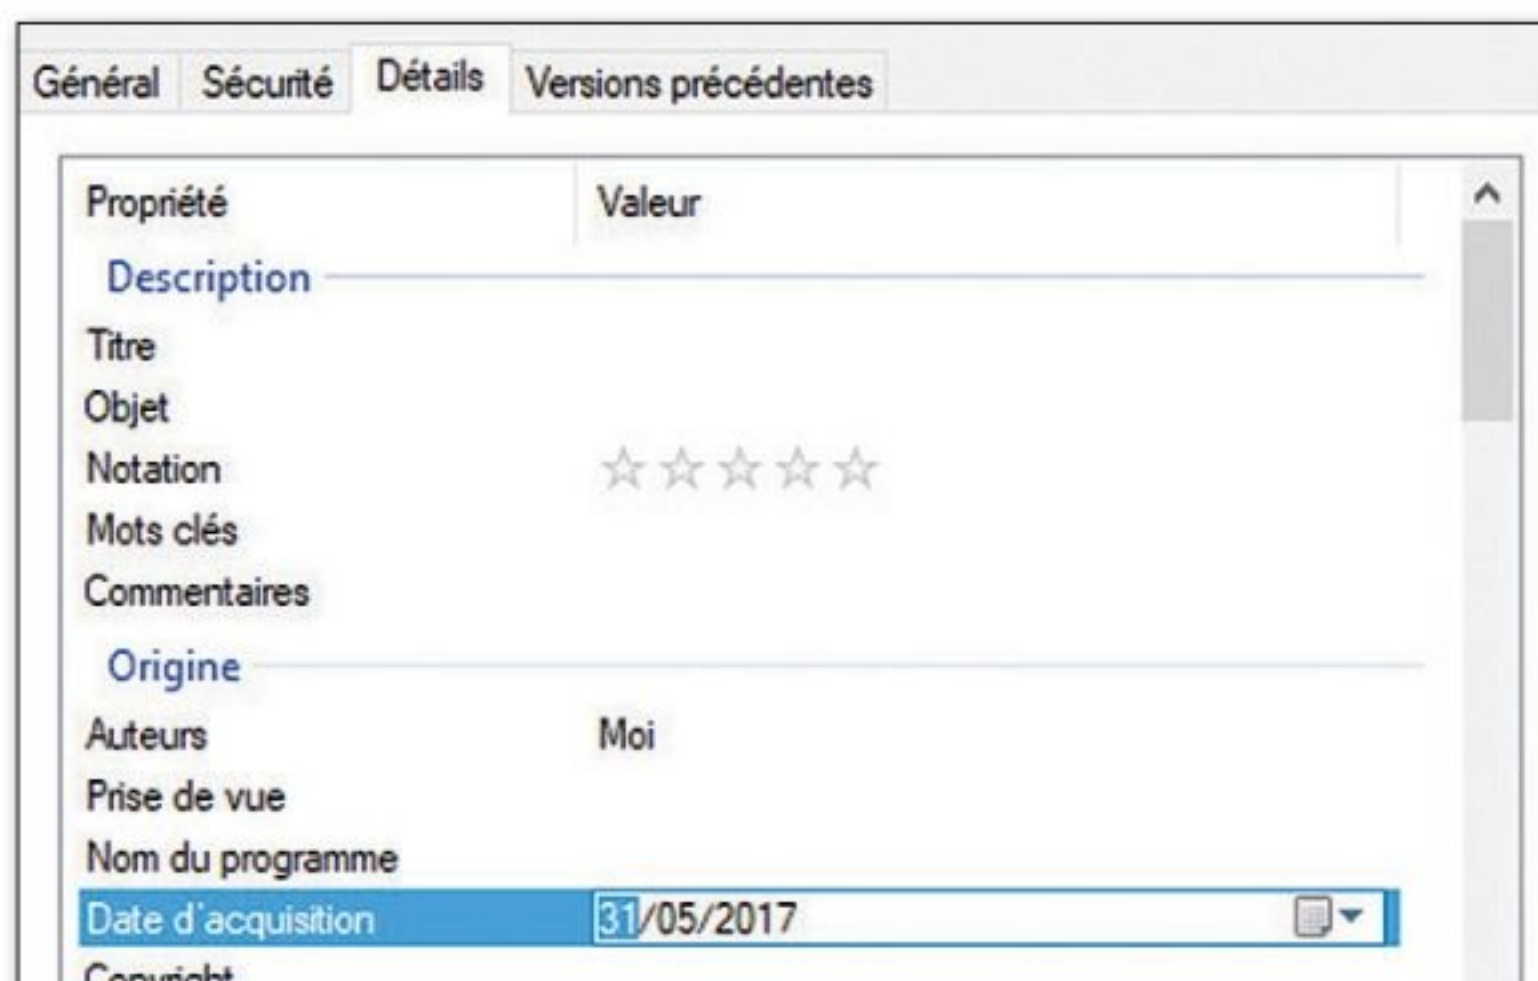 Général Sécurité Détails Versions précédentes
Propriété Valeur
Description
Titre
Objet
Notation
Mots clés
Commentaires
Origine
Auteurs Moi
Prise de vue
Nom du programme
Date d'acquisition 31/05/2017
Copyright